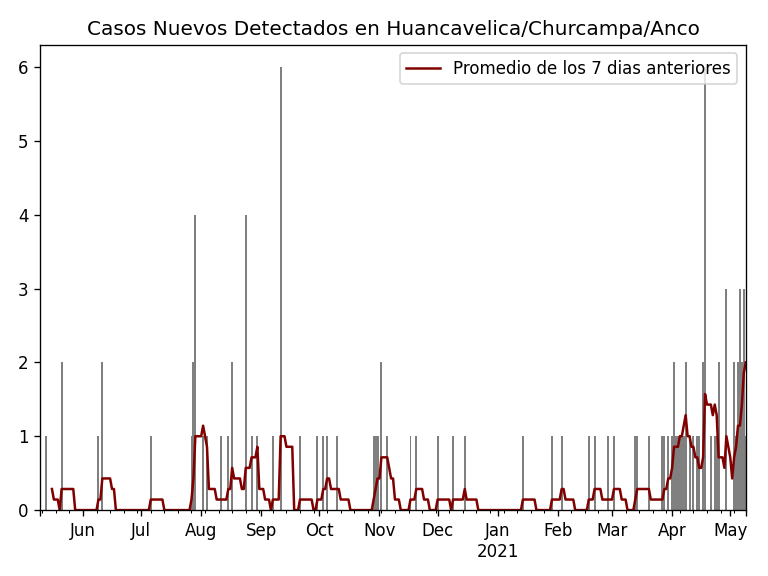 Casos Nuevos Detectados en Huancavelica/Churcampa/Anco
Promedio de los 7 dias anteriores
6
5
4
3
2
1
0
Jun Jul Aug Sep Oct Nov Dec Jan Feb Mar Apr May
2021